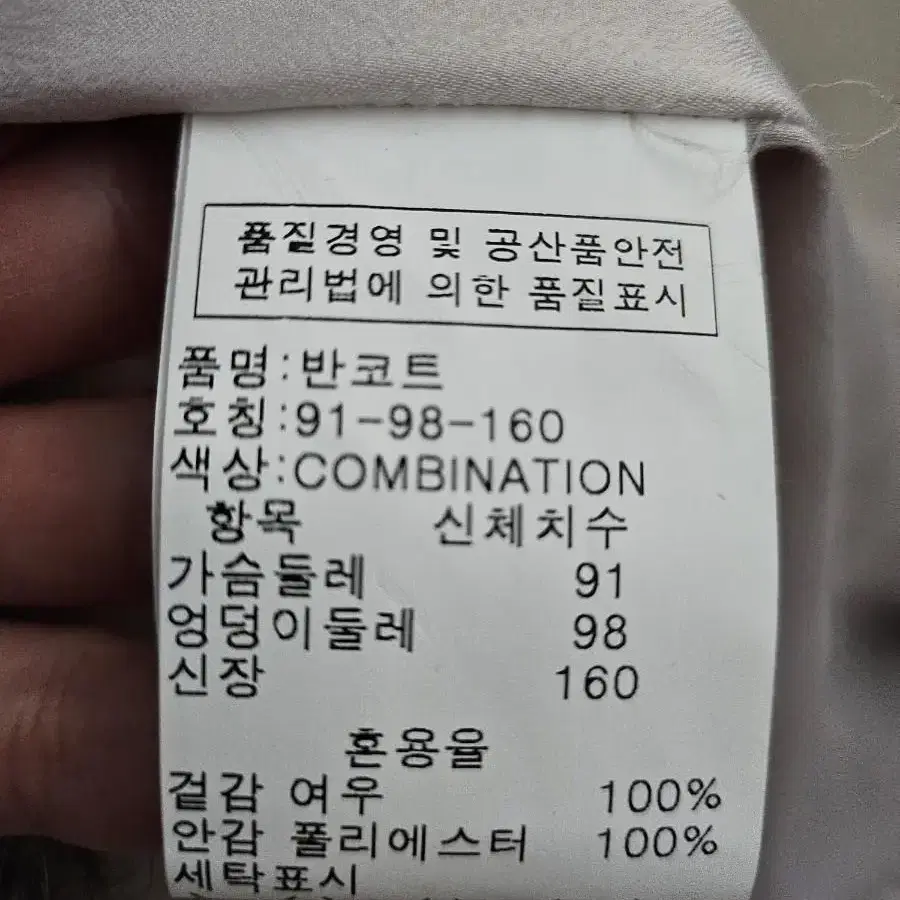 품질경영 및 공산품안전
관리법에 의한 품질표시
품명:반코트
호칭:91-98-160
색상:COMBINATION
항목 신체치수
가슴둘레 91
엉덩이둘레 98
신장 160
혼용율
겉감 여우 100%
안감 폴리에스터 100%
세탁표시